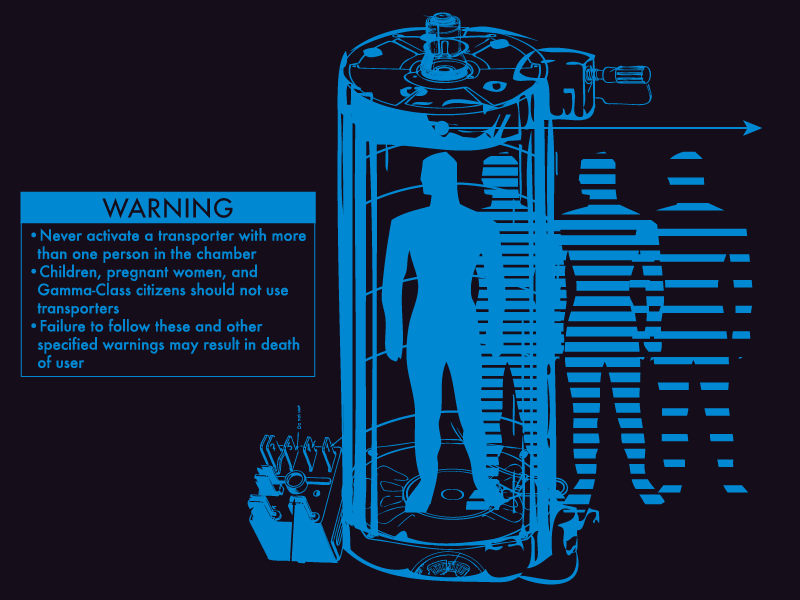 WARNING
•Never activate a transporter with more
than one person in the chamber
•Children, pregnant women, and
Gamma-Class citizens should not use
transporters
•Failure to follow these and other
specified warnings may result in death
of user